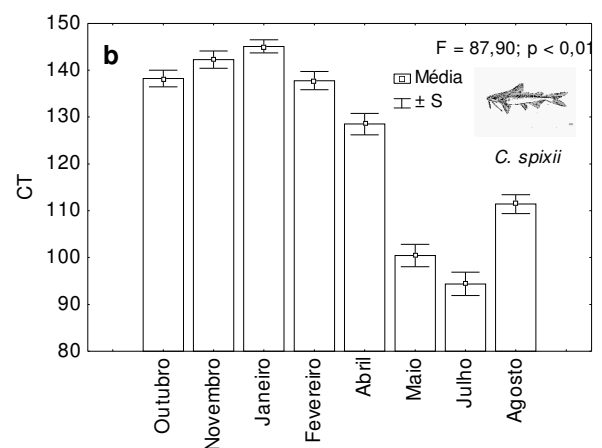 b
F = 87,90; p < 0,01
Média
± S
C. spixii
CT
150
140
130
120
110
100
90
80
Outubro
Novembro
Janeiro
Fevereiro
Abril
Maio
Julho
Agosto